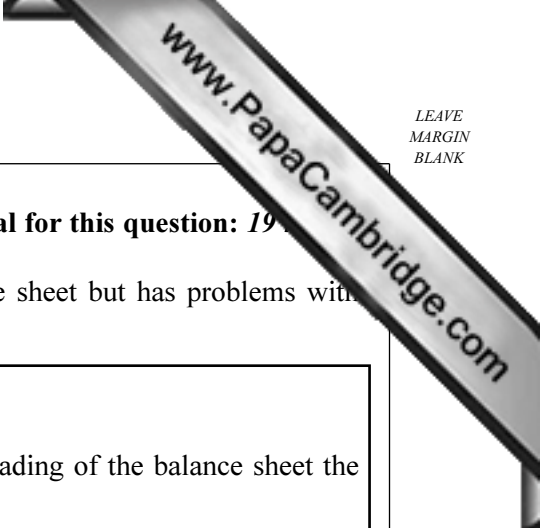 www.PapaCambridge.com
LEAVE
MARGIN
BLANK
al for this question: 19
e sheet but has problems with
ading of the balance sheet the